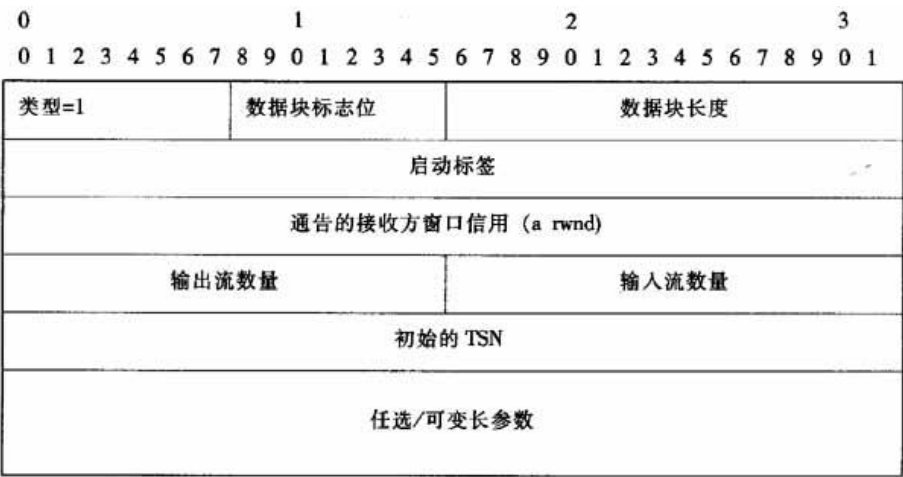 0 1 2 3
0 1 2 3 4 5 6 7 8 9 0 1 2 3 4 5 6 7 8 9 0 1 2 3 4 5 6 7 8 9 0 1
类型=1 数据块标志位 数据块长度
启动标签
通告的接收方窗口信用 (a rwnd)
输出流数量 输入流数量
初始的 TSN
任选/可变长参数